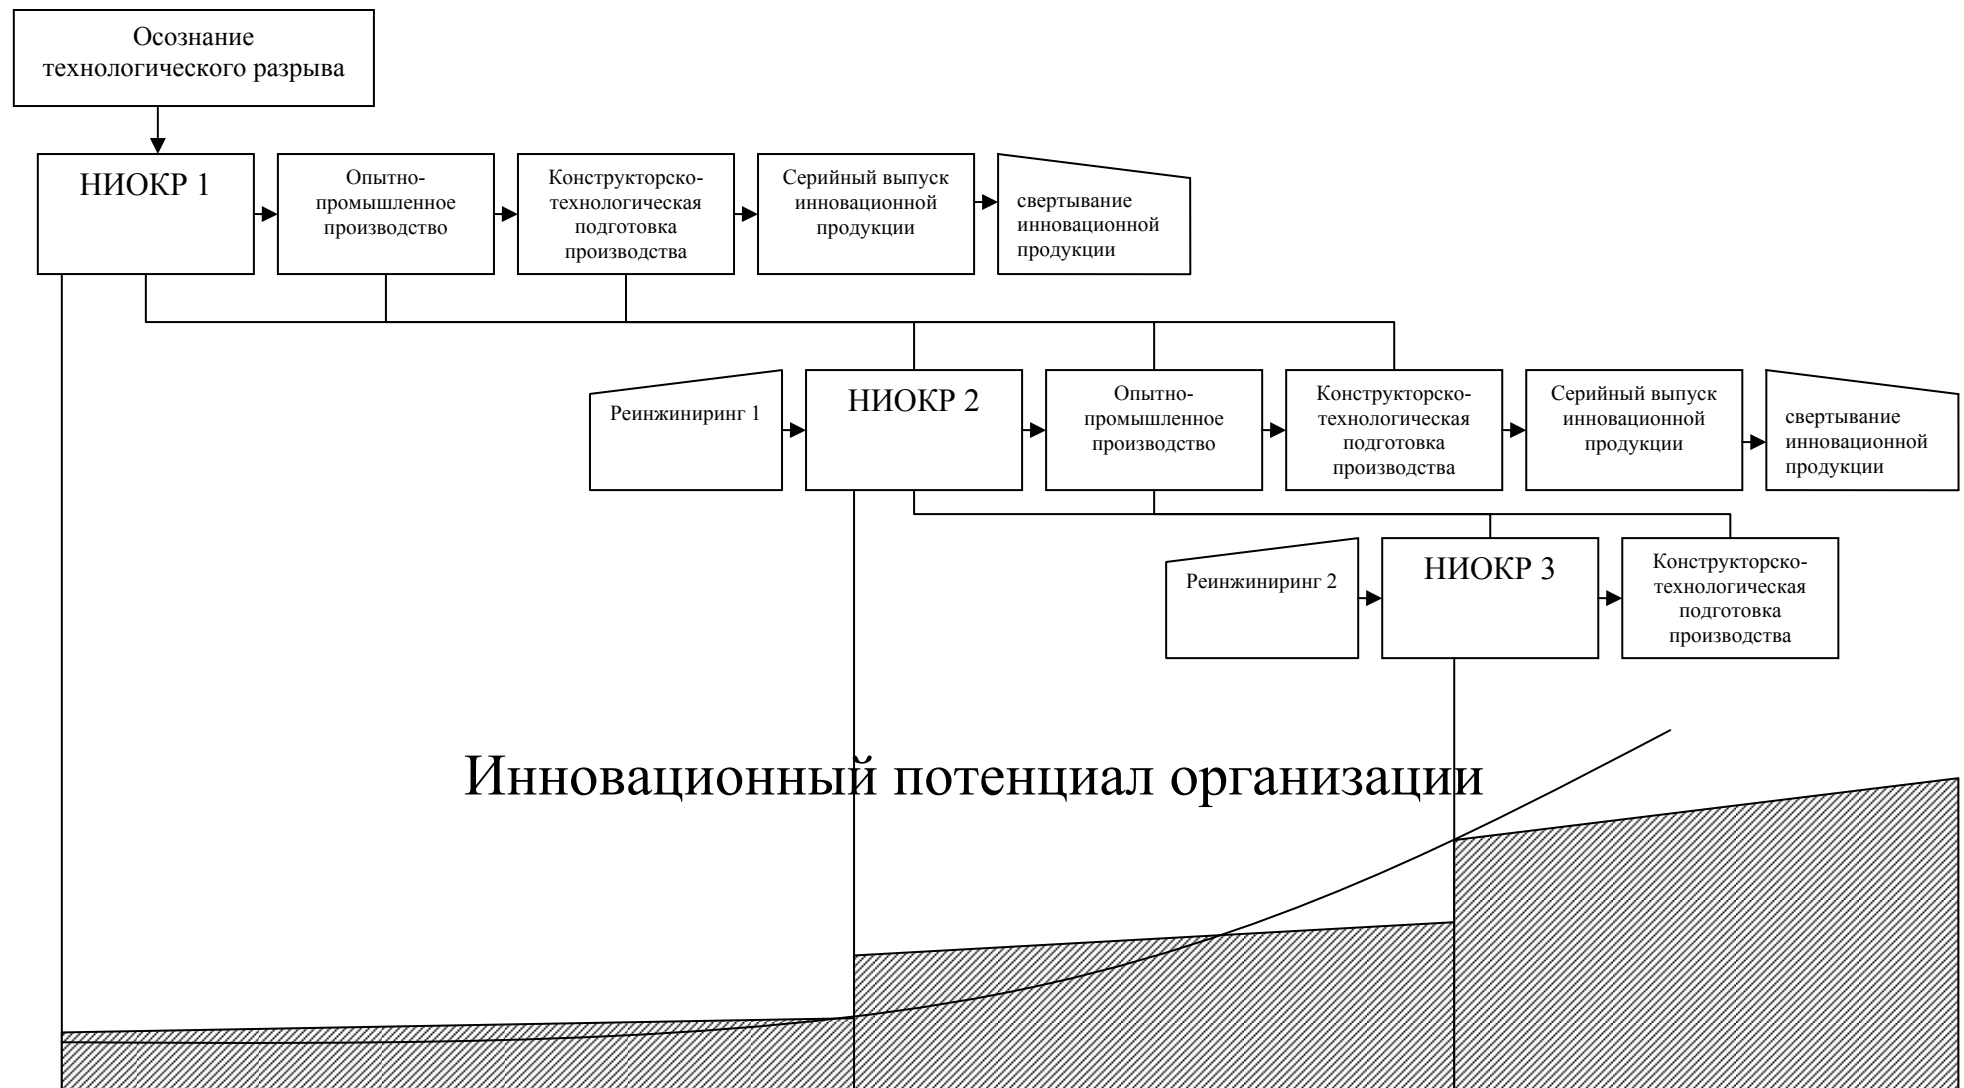 Осознание
технологического разрыва
НИОКР 1
Опытно-
промышленное
производство
Конструкторско-
технологическая
подготовка
производства
Серийный выпуск
инновационной
продукции
свертывание
инновационной
продукции
Реинжиниринг 1
НИОКР 2
Опытно-
промышленное
производство
Конструкторско-
технологическая
подготовка
производства
Серийный выпуск
инновационной
продукции
свертывание
инновационной
продукции
Реинжиниринг 2
НИОКР 3
Конструкторско-
технологическая
подготовка
производства
Инновационный потенциал организации